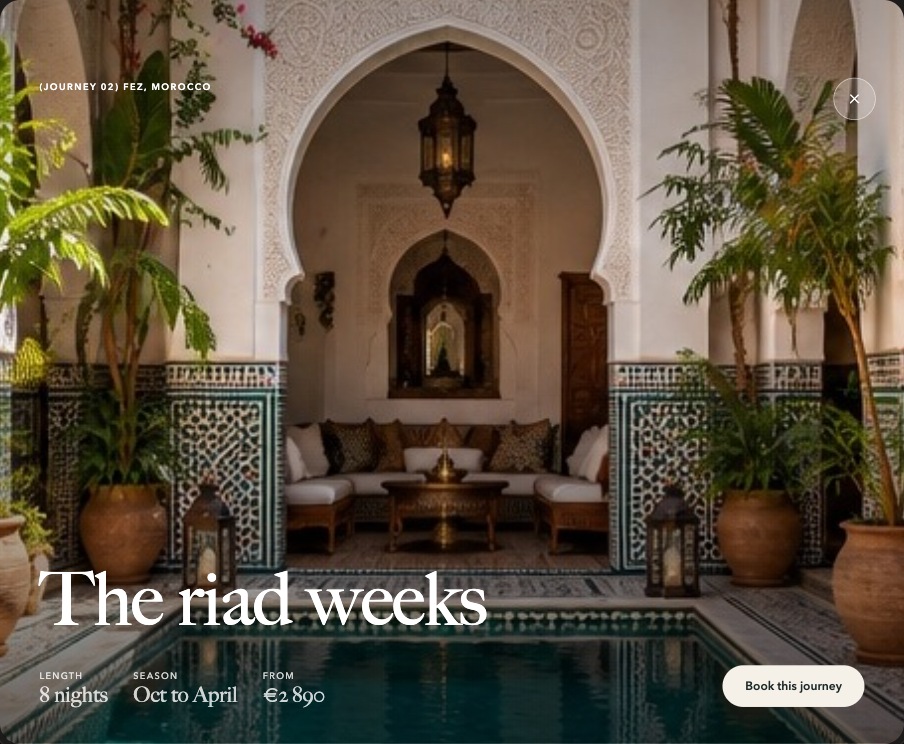 (JOURNEY 02) FEZ, MOROCCO
The riad weeks
LENGTH
8 nights
SEASON
Oct to April
FROM
€2 890
Book this journey